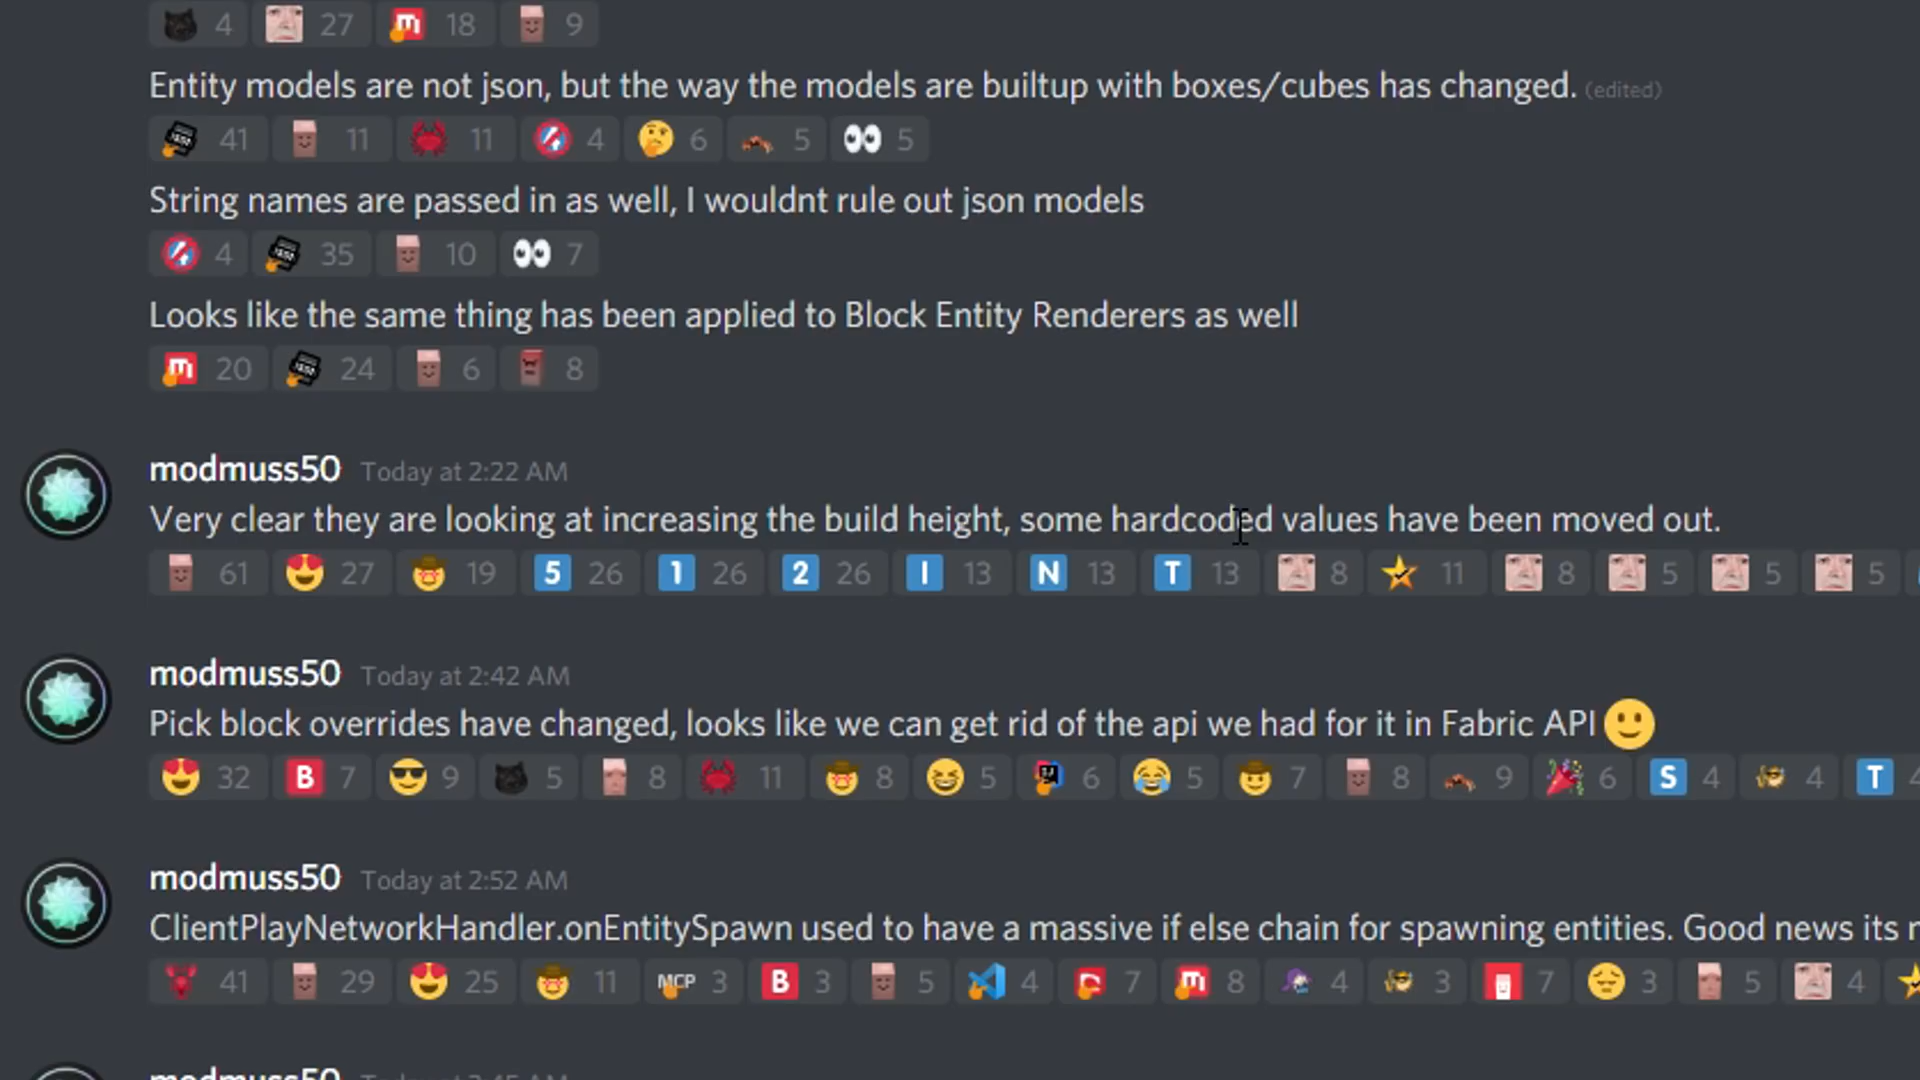 4 27 18 9
Entity models are not json, but the way the models are builtup with boxes/cubes has changed. (edited)
41 11 11 4 6 5 5
String names are passed in as well, I wouldnt rule out json models
4 35 10 7
Looks like the same thing has been applied to Block Entity Renderers as well
20 24 6 8
modmuss50 Today at 2:22 AM
Very clear they are looking at increasing the build height, some hardcoded values have been moved out.
61 27 19 5 26 1 26 2 26 I 13 N 13 T 13 8 11 8 5 5 5
modmuss50 Today at 2:42 AM
Pick block overrides have changed, looks like we can get rid of the api we had for it in Fabric API
32 B 7 9 5 8 11 8 5 6 5 7 8 9 6 S 4 4 T 4
modmuss50 Today at 2:52 AM
ClientPlayNetworkHandler.onEntitySpawn used to have a massive if else chain for spawning entities. Good news its
41 29 25 11 MCP 3 B 3 5 4 7 8 4 3 7 3 5 4
modmuss50 Today at